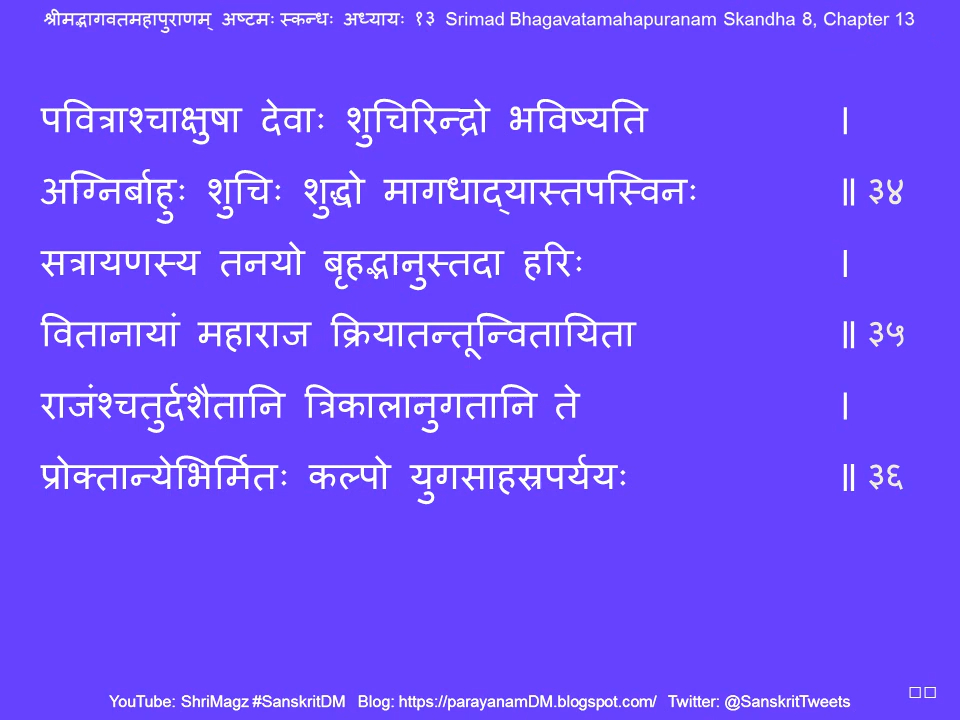 श्रीमद्भागवतमहापुराणम् अष्टमः स्कन्धः अध्यायः १३ Srimad Bhagavatamahapuranam Skandha 8, Chapter 13
पवित्राश्चाक्षुषा देवाः शुचिरिन्द्रो भविष्यति ।
अग्निर्बाहुः शुचिः शुद्धो मागधाद्यास्तपस्विनः ॥ ३४
सत्रायणस्य तनयो बृहद्भानुस्तदा हरिः ।
वितानायां महाराज क्रियातन्तून्वितायिता ॥ ३५
राजंश्चतुर्दशैतानि त्रिकालानुगतानि ते ।
प्रोक्तान्येभिर्मितः कल्पो युगसाहस्रपर्ययः ॥ ३६
YouTube: ShriMagz #SanskritDM Blog: https://parayanamDM.blogspot.com/ Twitter: @SanskritTweets